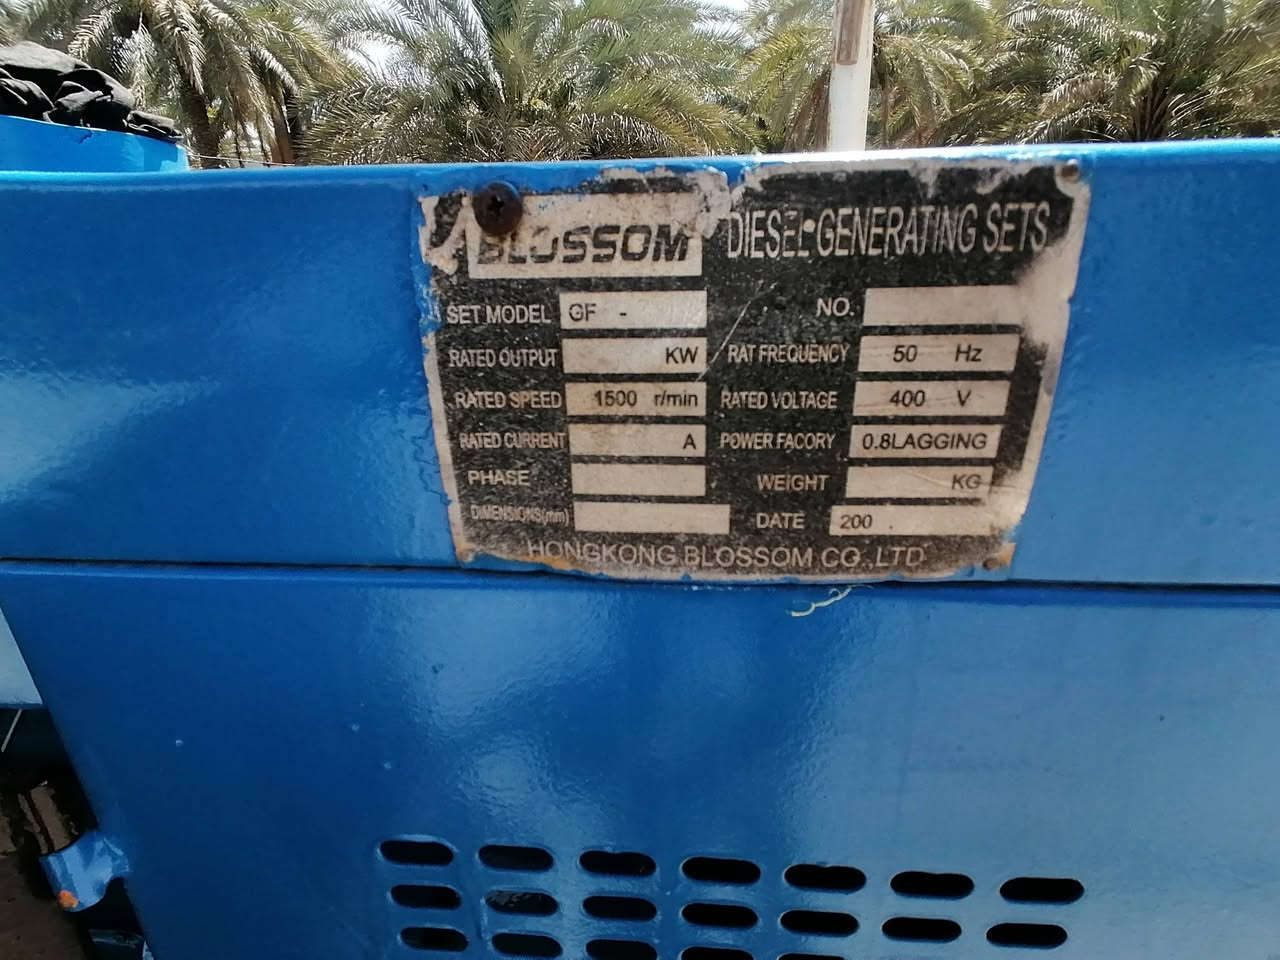 BLOSSOM DIESEL GENERATING SETS
SET MODEL GF - NO.
RATED OUTPUT KW RAT FREQUENCY 50 Hz
RATED SPEED 1500 r/min RATED VOLTAGE 400 V
RATED CURRENT A POWER FACORY 0.8LAGGING
PHASE WEIGHT KG
DIMENSIONS(mm) DATE 200 .
HONGKONG BLOSSOM CO.,LTD